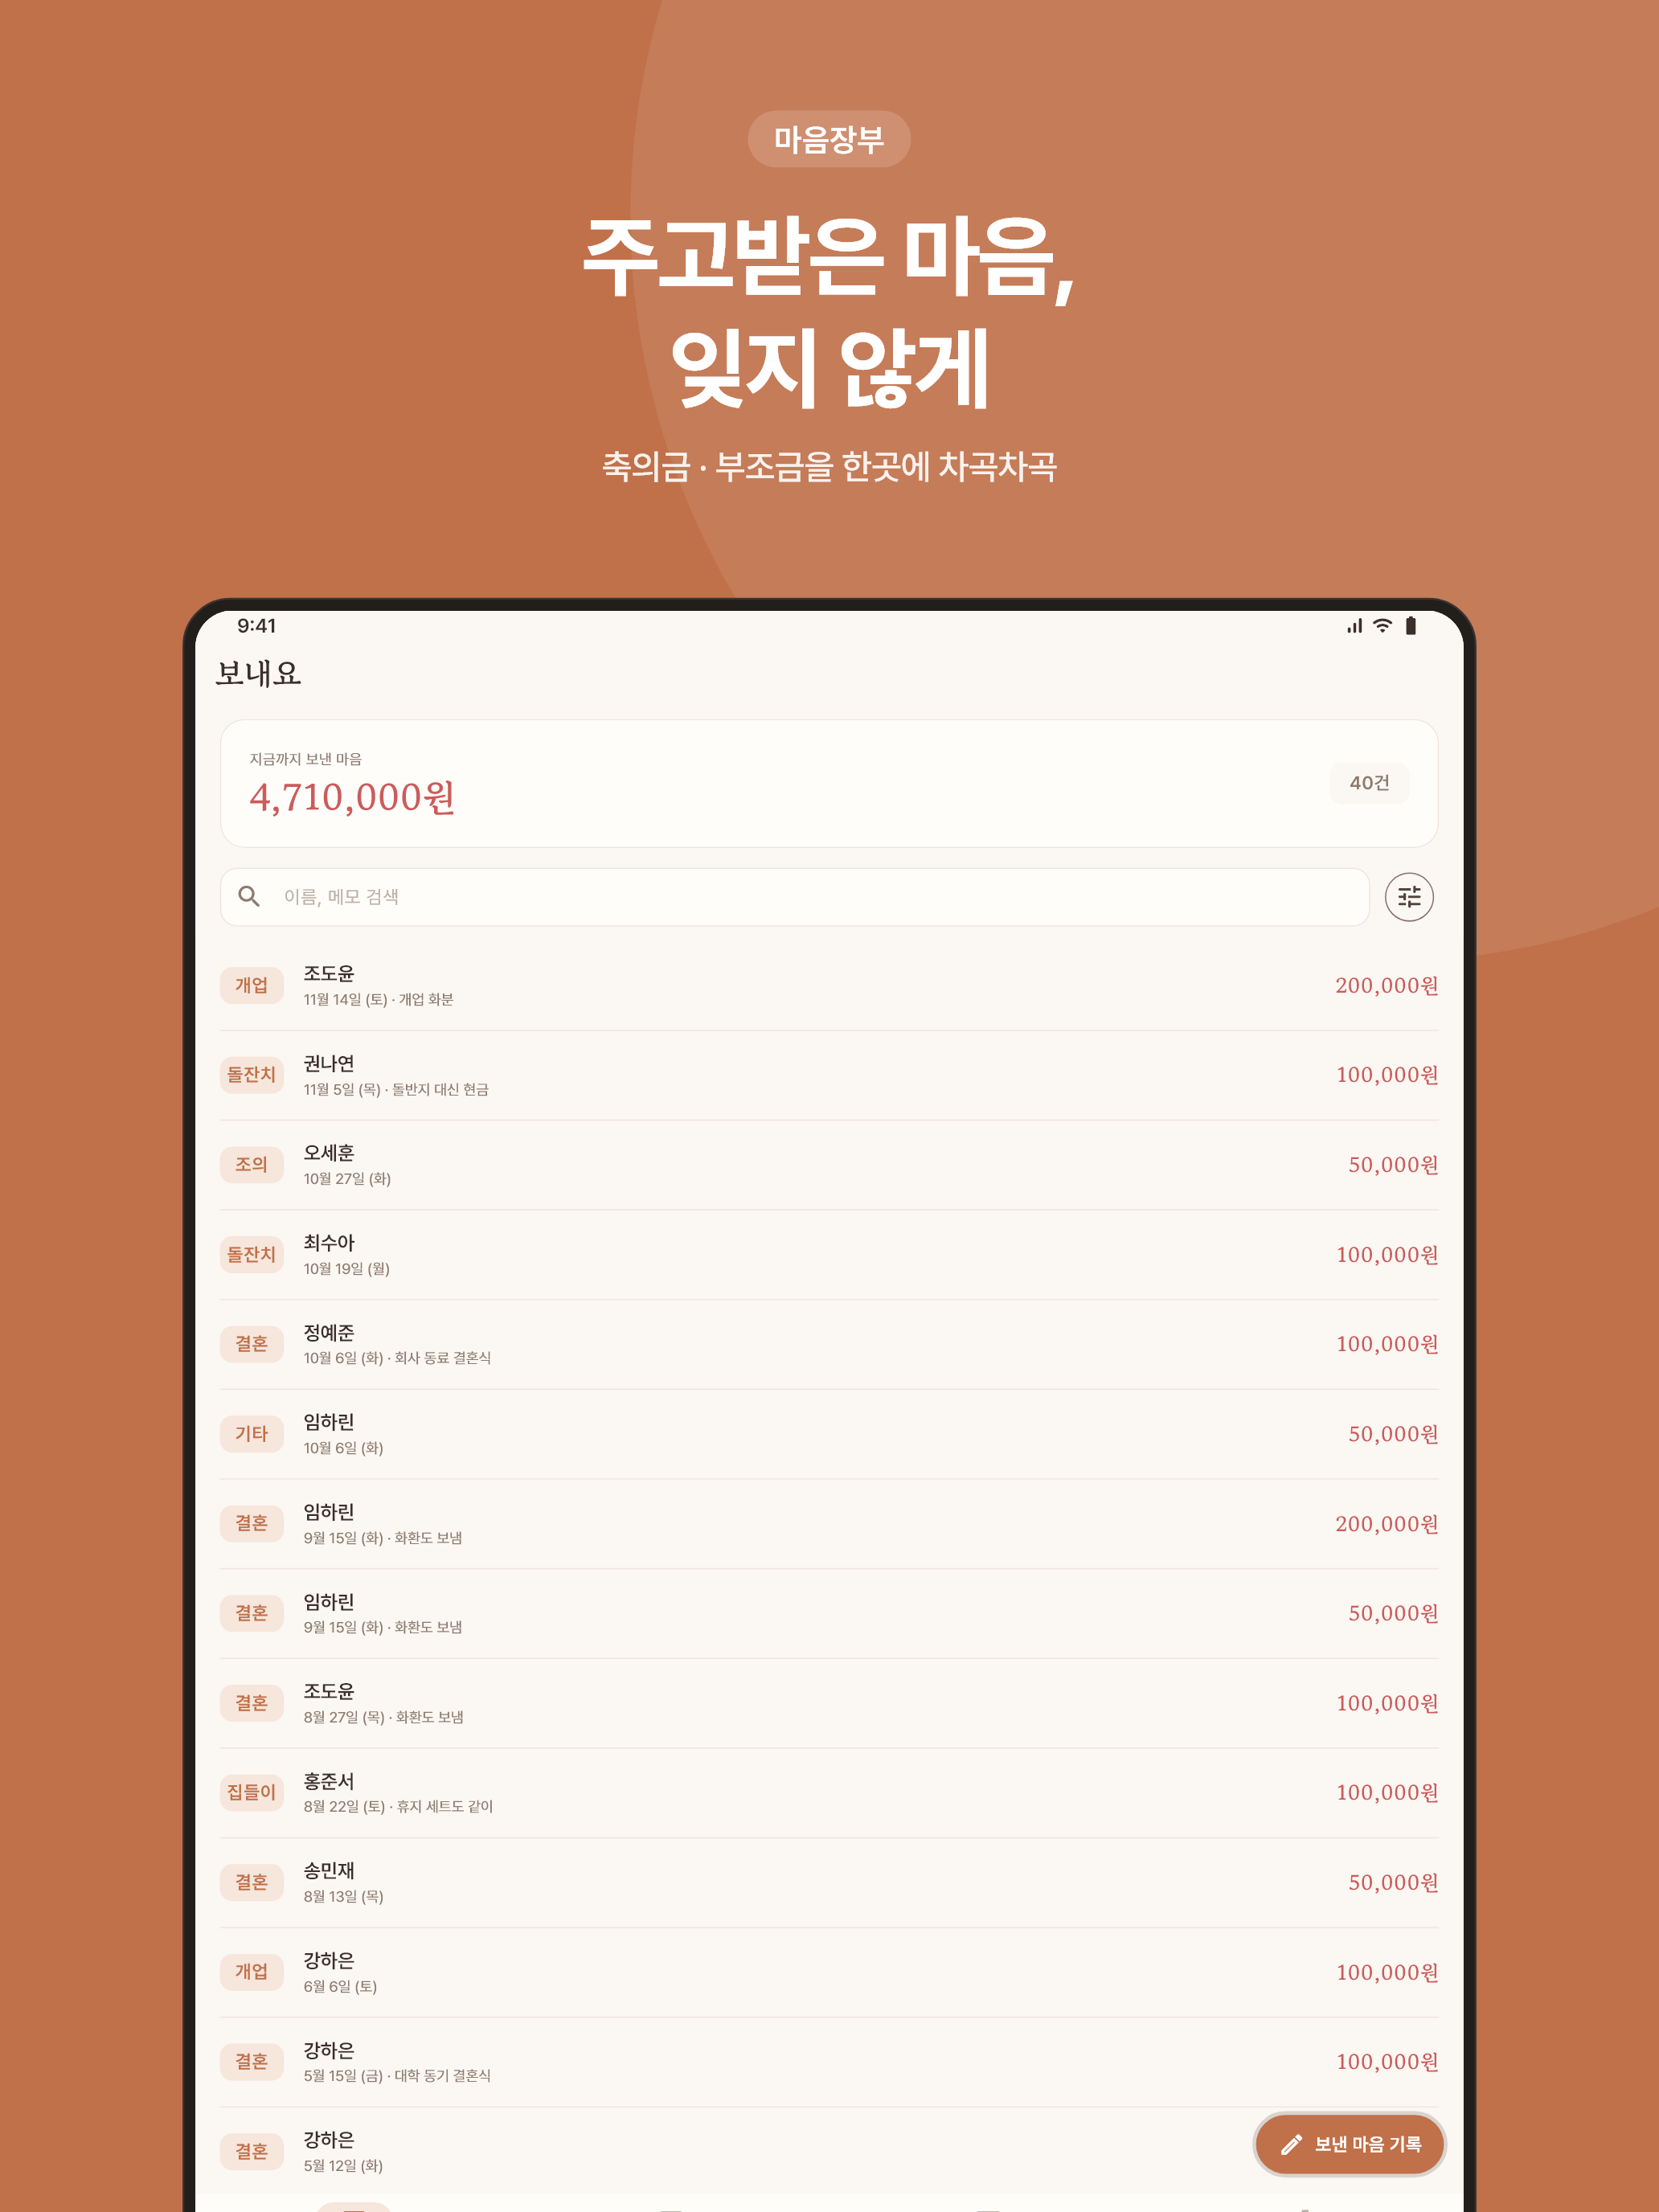 마음장부
주고받은 마음,
잊지 않게
축의금 · 부조금을 한곳에 차곡차곡
9:41
보내요
지금까지 보낸 마음
4,710,000원
40건
이름, 메모 검색
개업
조도윤
11월 14일 (토) · 개업 화분
200,000원
돌잔치
권나연
11월 5일 (목) · 돌반지 대신 현금
100,000원
조의
오세훈
10월 27일 (화)
50,000원
돌잔치
최수아
10월 19일 (월)
100,000원
결혼
정예준
10월 6일 (화) · 회사 동료 결혼식
100,000원
기타
임하린
10월 6일 (화)
50,000원
결혼
임하린
9월 15일 (화) · 화환도 보냄
200,000원
결혼
임하린
9월 15일 (화) · 화환도 보냄
50,000원
결혼
조도윤
8월 27일 (목) · 화환도 보냄
100,000원
집들이
홍준서
8월 22일 (토) · 휴지 세트도 같이
100,000원
결혼
송민재
8월 13일 (목)
50,000원
개업
강하은
6월 6일 (토)
100,000원
결혼
강하은
5월 15일 (금) · 대학 동기 결혼식
100,000원
결혼
강하은
5월 12일 (화)
보낸 마음 기록